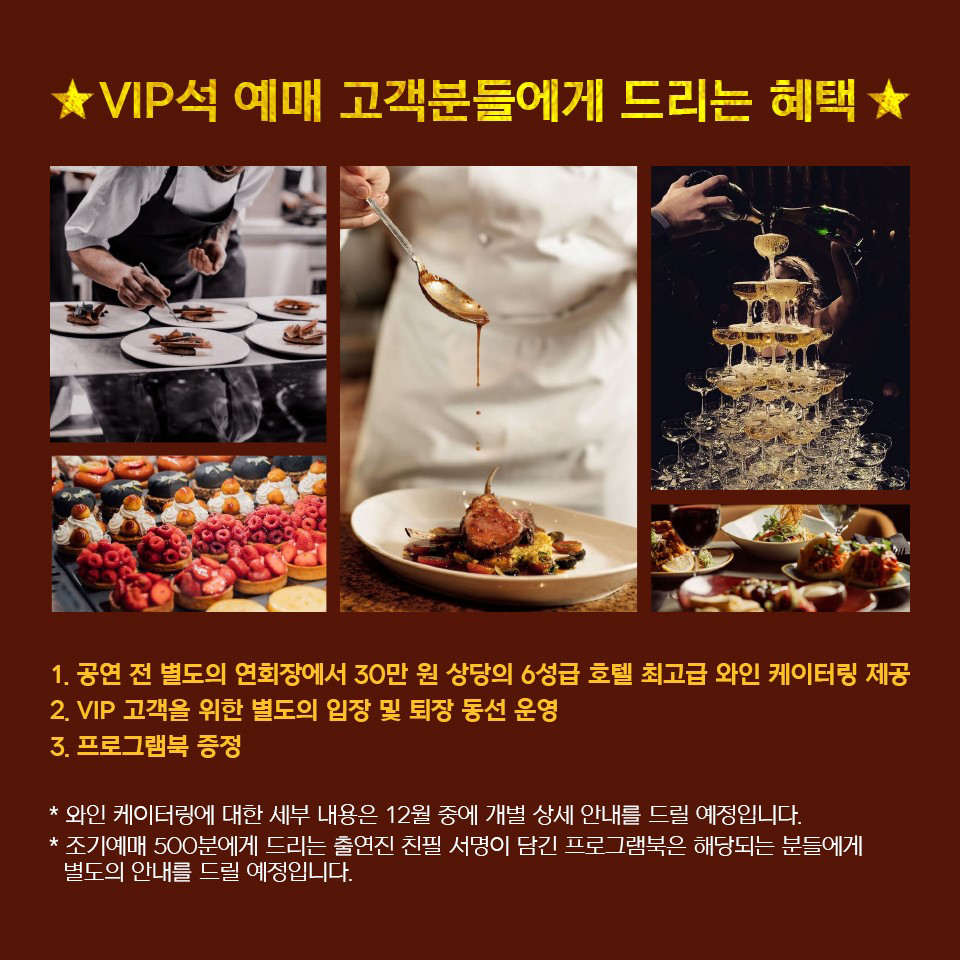 ★VIP석 예매 고객분들에게 드리는 혜택★
1. 공연 전 별도의 연회장에서 30만 원 상당의 6성급 호텔 최고급 와인 케이터링 제공
2. VIP 고객을 위한 별도의 입장 및 퇴장 동선 운영
3. 프로그램북 증정
* 와인 케이터링에 대한 세부 내용은 12월 중에 개별 상세 안내를 드릴 예정입니다.
* 조기예매 500분에게 드리는 출연진 친필 서명이 담긴 프로그램북은 해당되는 분들에게
별도의 안내를 드릴 예정입니다.